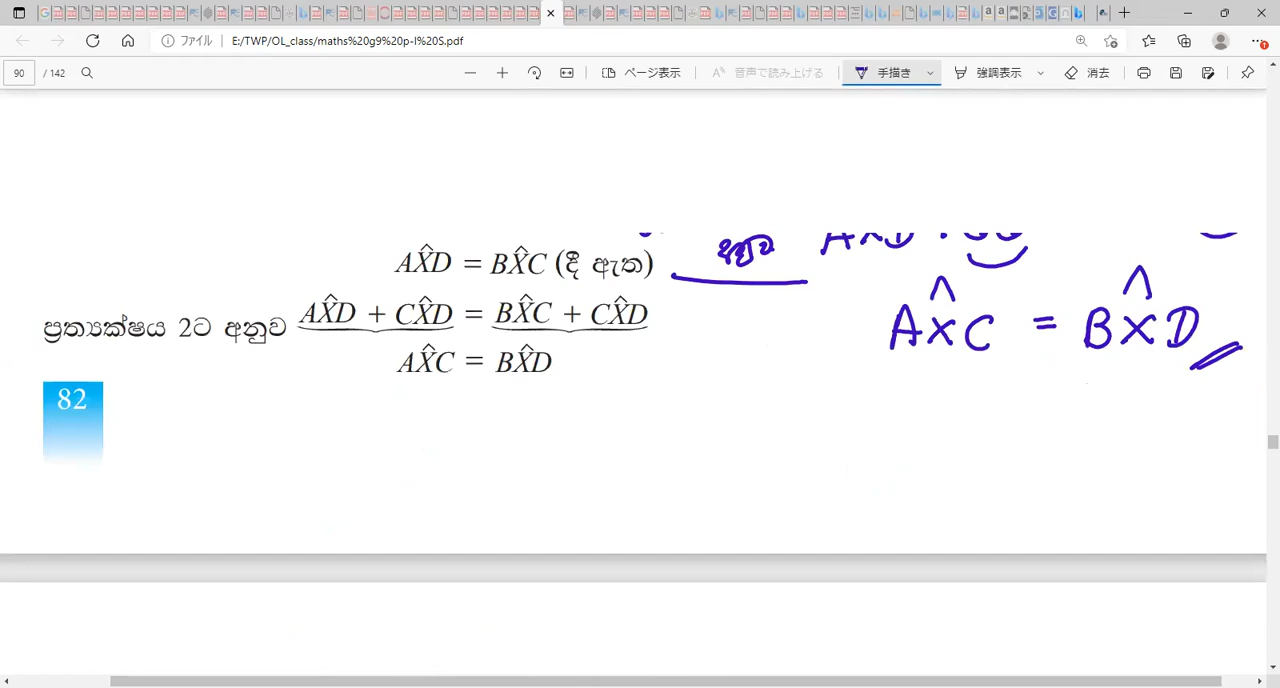 ファイル E:/TWP/OL_class/maths%20g9%20p-I%20S.pdf
90 / 142 ページ表示 音声で読み上げる 手描き 強調表示 消去
AX̂D = BX̂C (දී ඇත)
ප්‍රත්‍යක්ෂය 2ට අනුව AX̂D + CX̂D = BX̂C + CX̂D
AX̂C = BX̂D
AX̂C = BX̂D
82